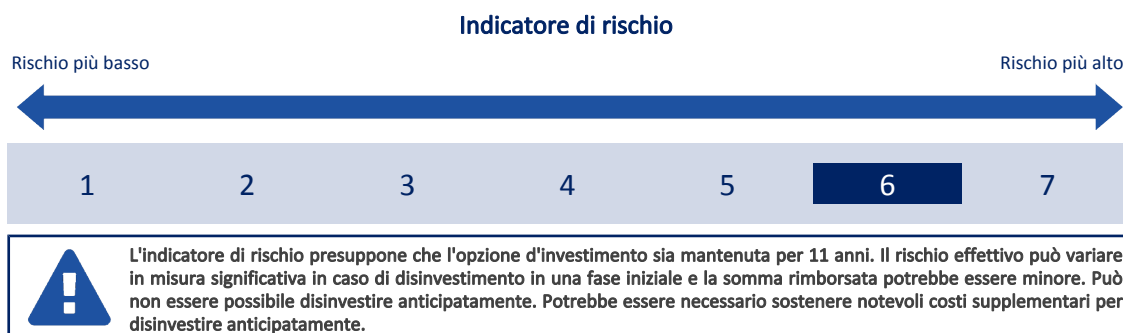 Indicatore di rischio
Rischio più basso
Rischio più alto
1 2 3 4 5 6 7
L'indicatore di rischio presuppone che l'opzione d'investimento sia mantenuta per 11 anni. Il rischio effettivo può variare
in misura significativa in caso di disinvestimento in una fase iniziale e la somma rimborsata potrebbe essere minore. Può
non essere possibile disinvestire anticipatamente. Potrebbe essere necessario sostenere notevoli costi supplementari per
disinvestire anticipatamente.